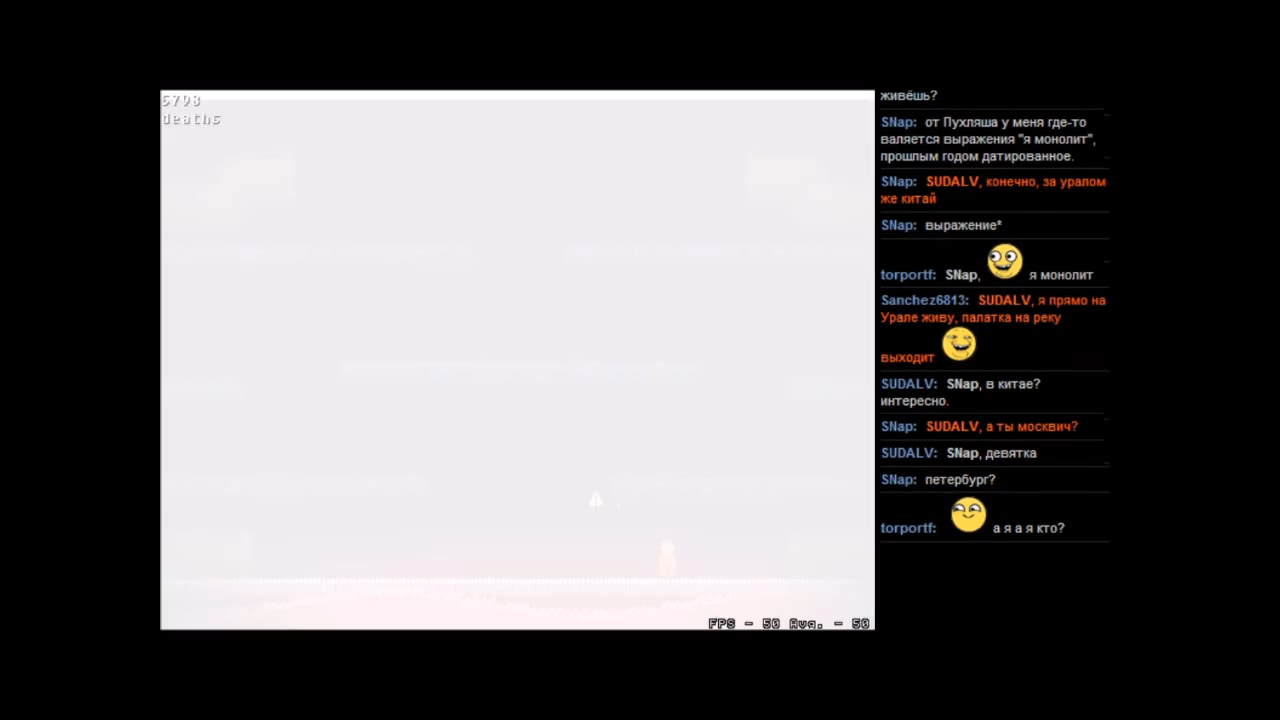 5798
deaths
FPS - 50 Avg. - 50
живёшь?
SNap: от Пухляша у меня где-то
валяется выражения "я монолит",
прошлым годом датированное.
SNap: SUDALV, конечно, за уралом
же китай
SNap: выражение*
torportf: SNap, я монолит
Sanchez6813: SUDALV, я прямо на
Урале живу, палатка на реку
выходит
SUDALV: SNap, в китае?
интересно.
SNap: SUDALV, а ты москвич?
SUDALV: SNap, девятка
SNap: петербург?
torportf: а я а я а я кто?